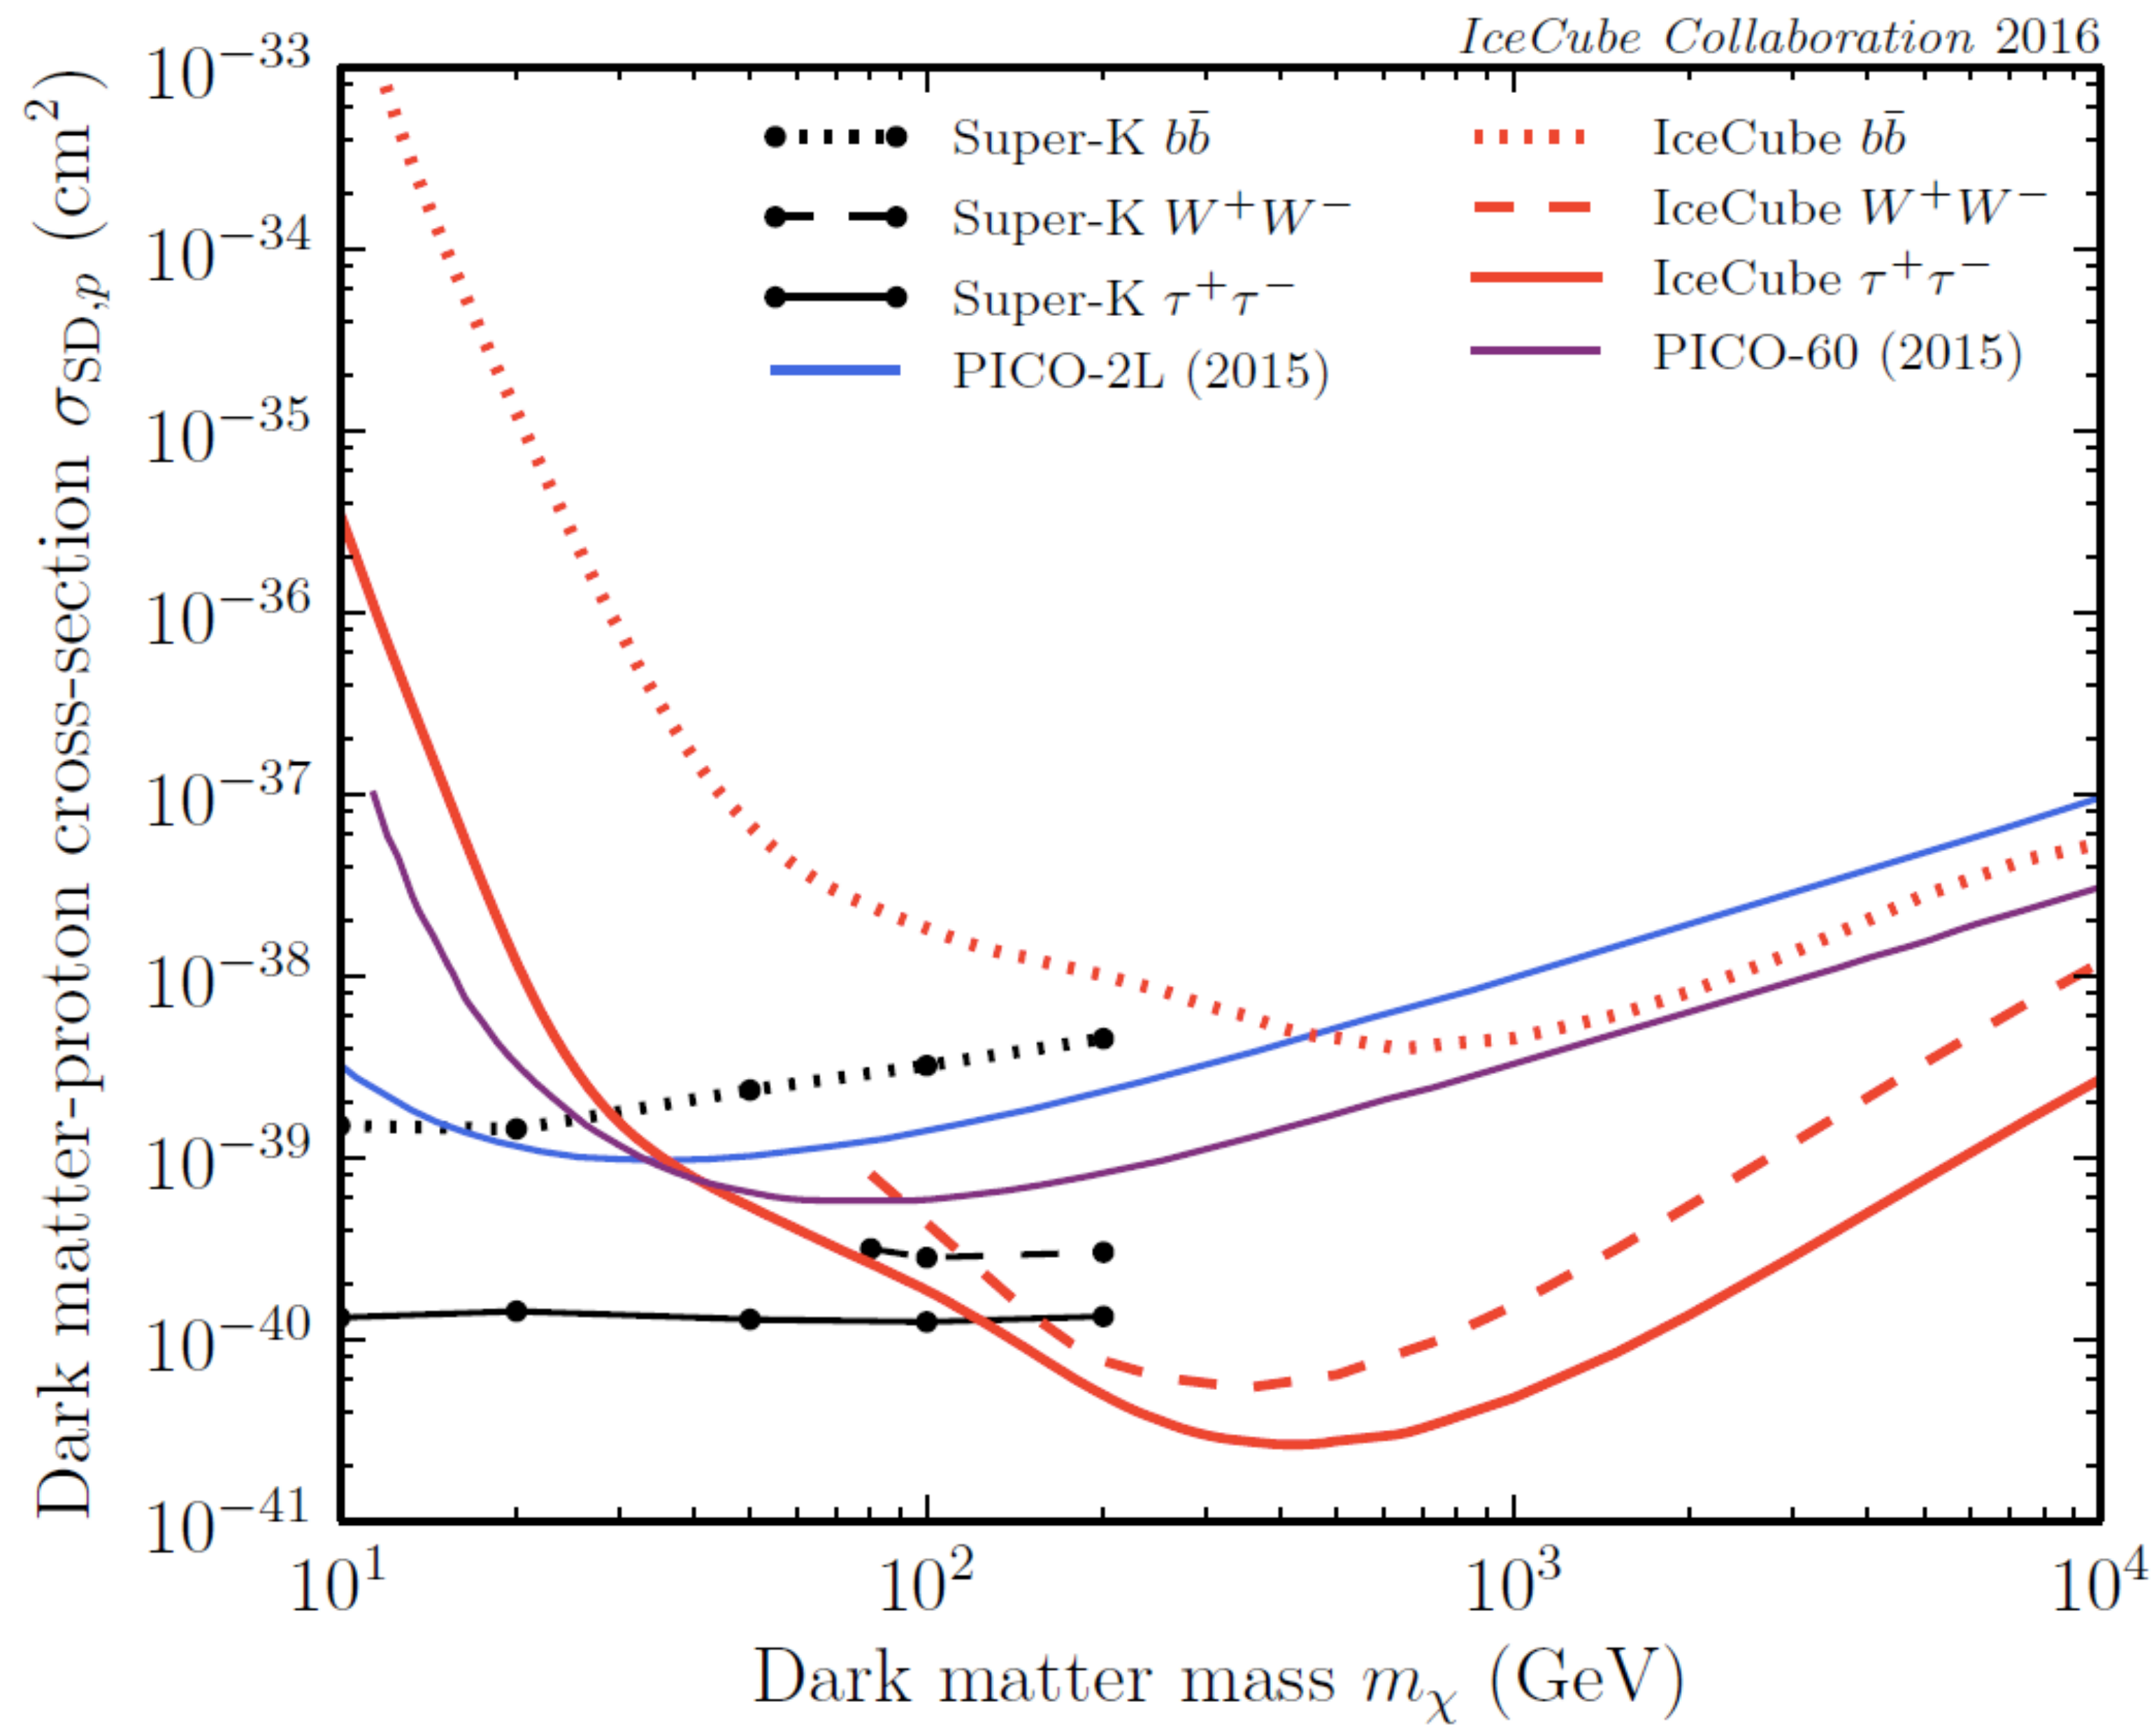 IceCube Collaboration 2016
Dark matter-proton cross-section σ_SD,p (cm²)
10⁻³³
10⁻³⁴
10⁻³⁵
10⁻³⁶
10⁻³⁷
10⁻³⁸
10⁻³⁹
10⁻⁴⁰
10⁻⁴¹
Super-K bb̄
Super-K W⁺W⁻
Super-K τ⁺τ⁻
PICO-2L (2015)
IceCube bb̄
IceCube W⁺W⁻
IceCube τ⁺τ⁻
PICO-60 (2015)
10¹ 10² 10³ 10⁴
Dark matter mass m_χ (GeV)